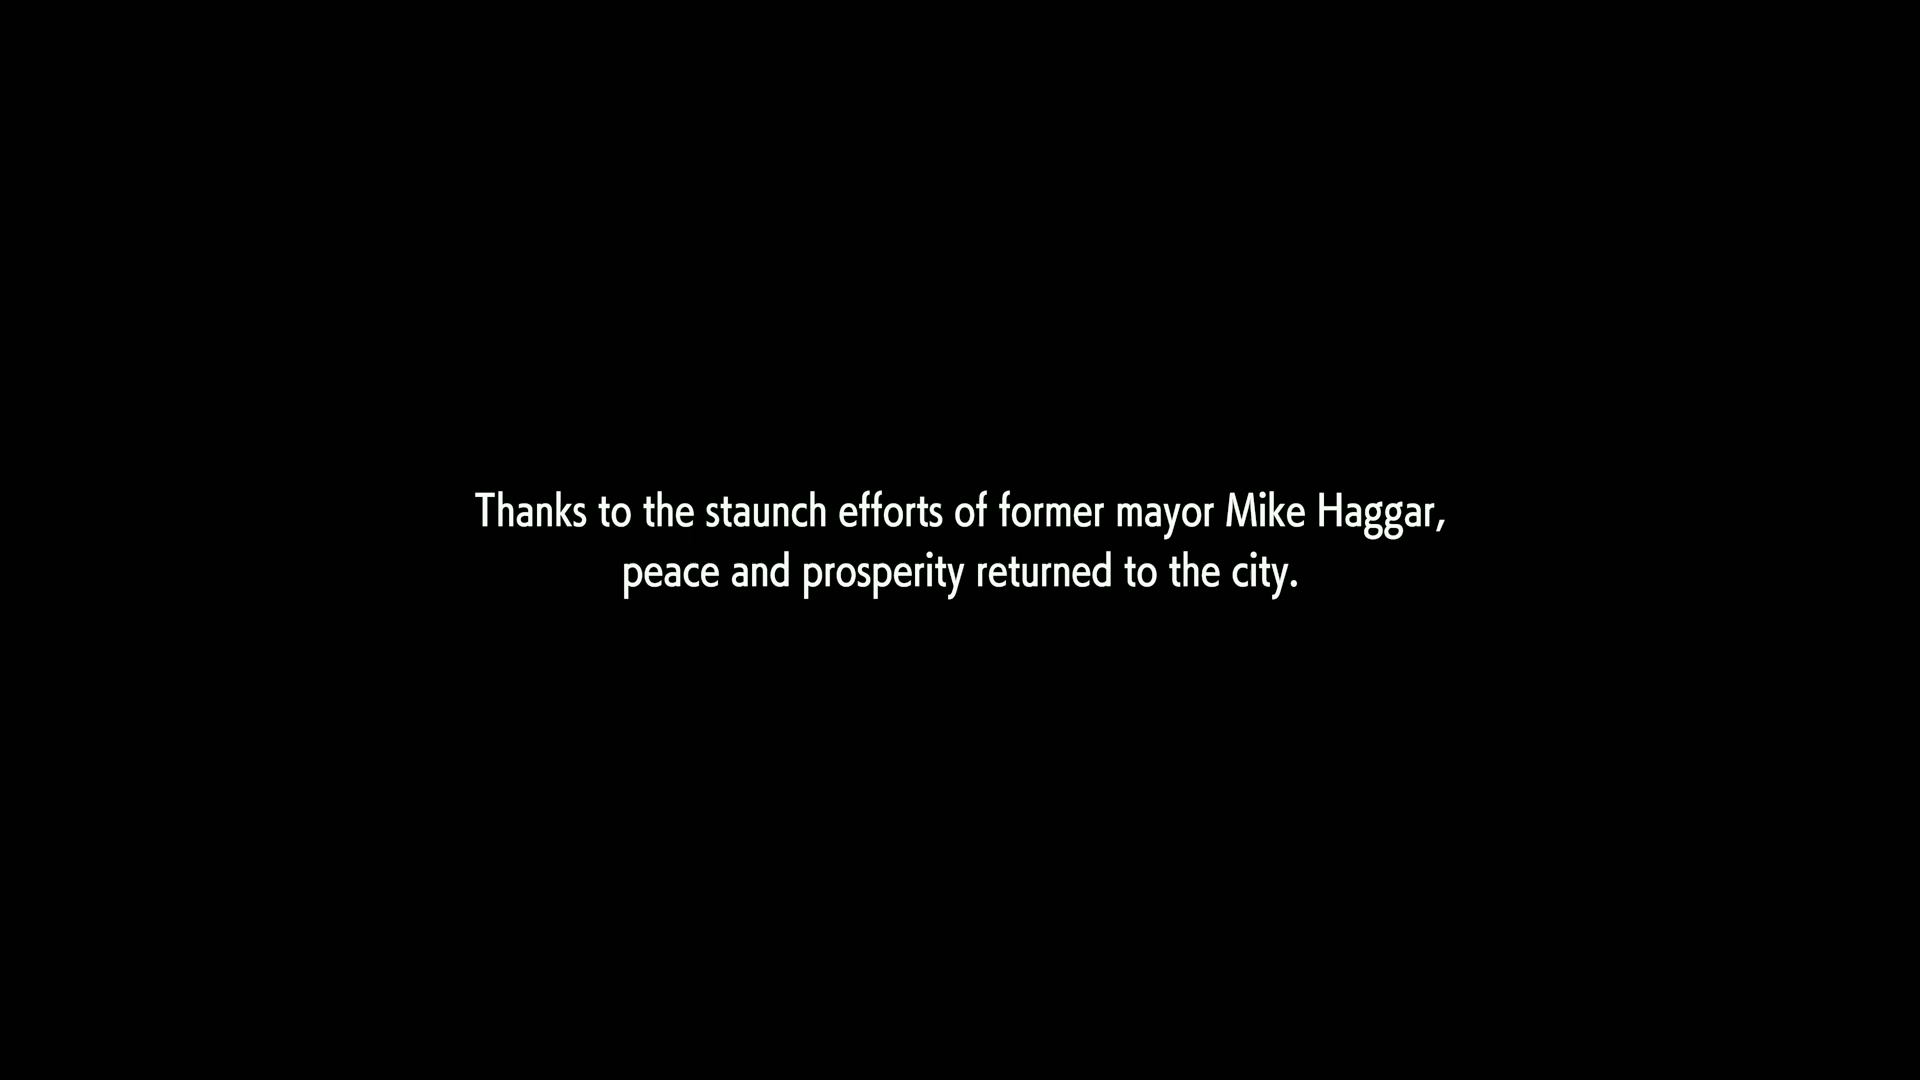 Thanks to the staunch efforts of former mayor Mike Haggar,
peace and prosperity returned to the city.